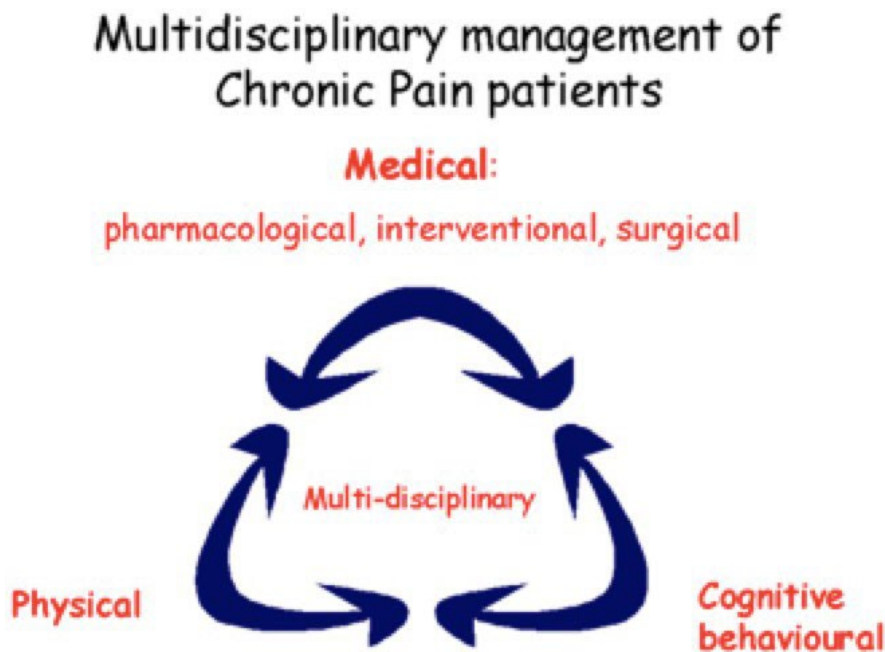 Multidisciplinary management of
Chronic Pain patients
Medical:
pharmacological, interventional, surgical
Multi-disciplinary
Physical
Cognitive
behavioural